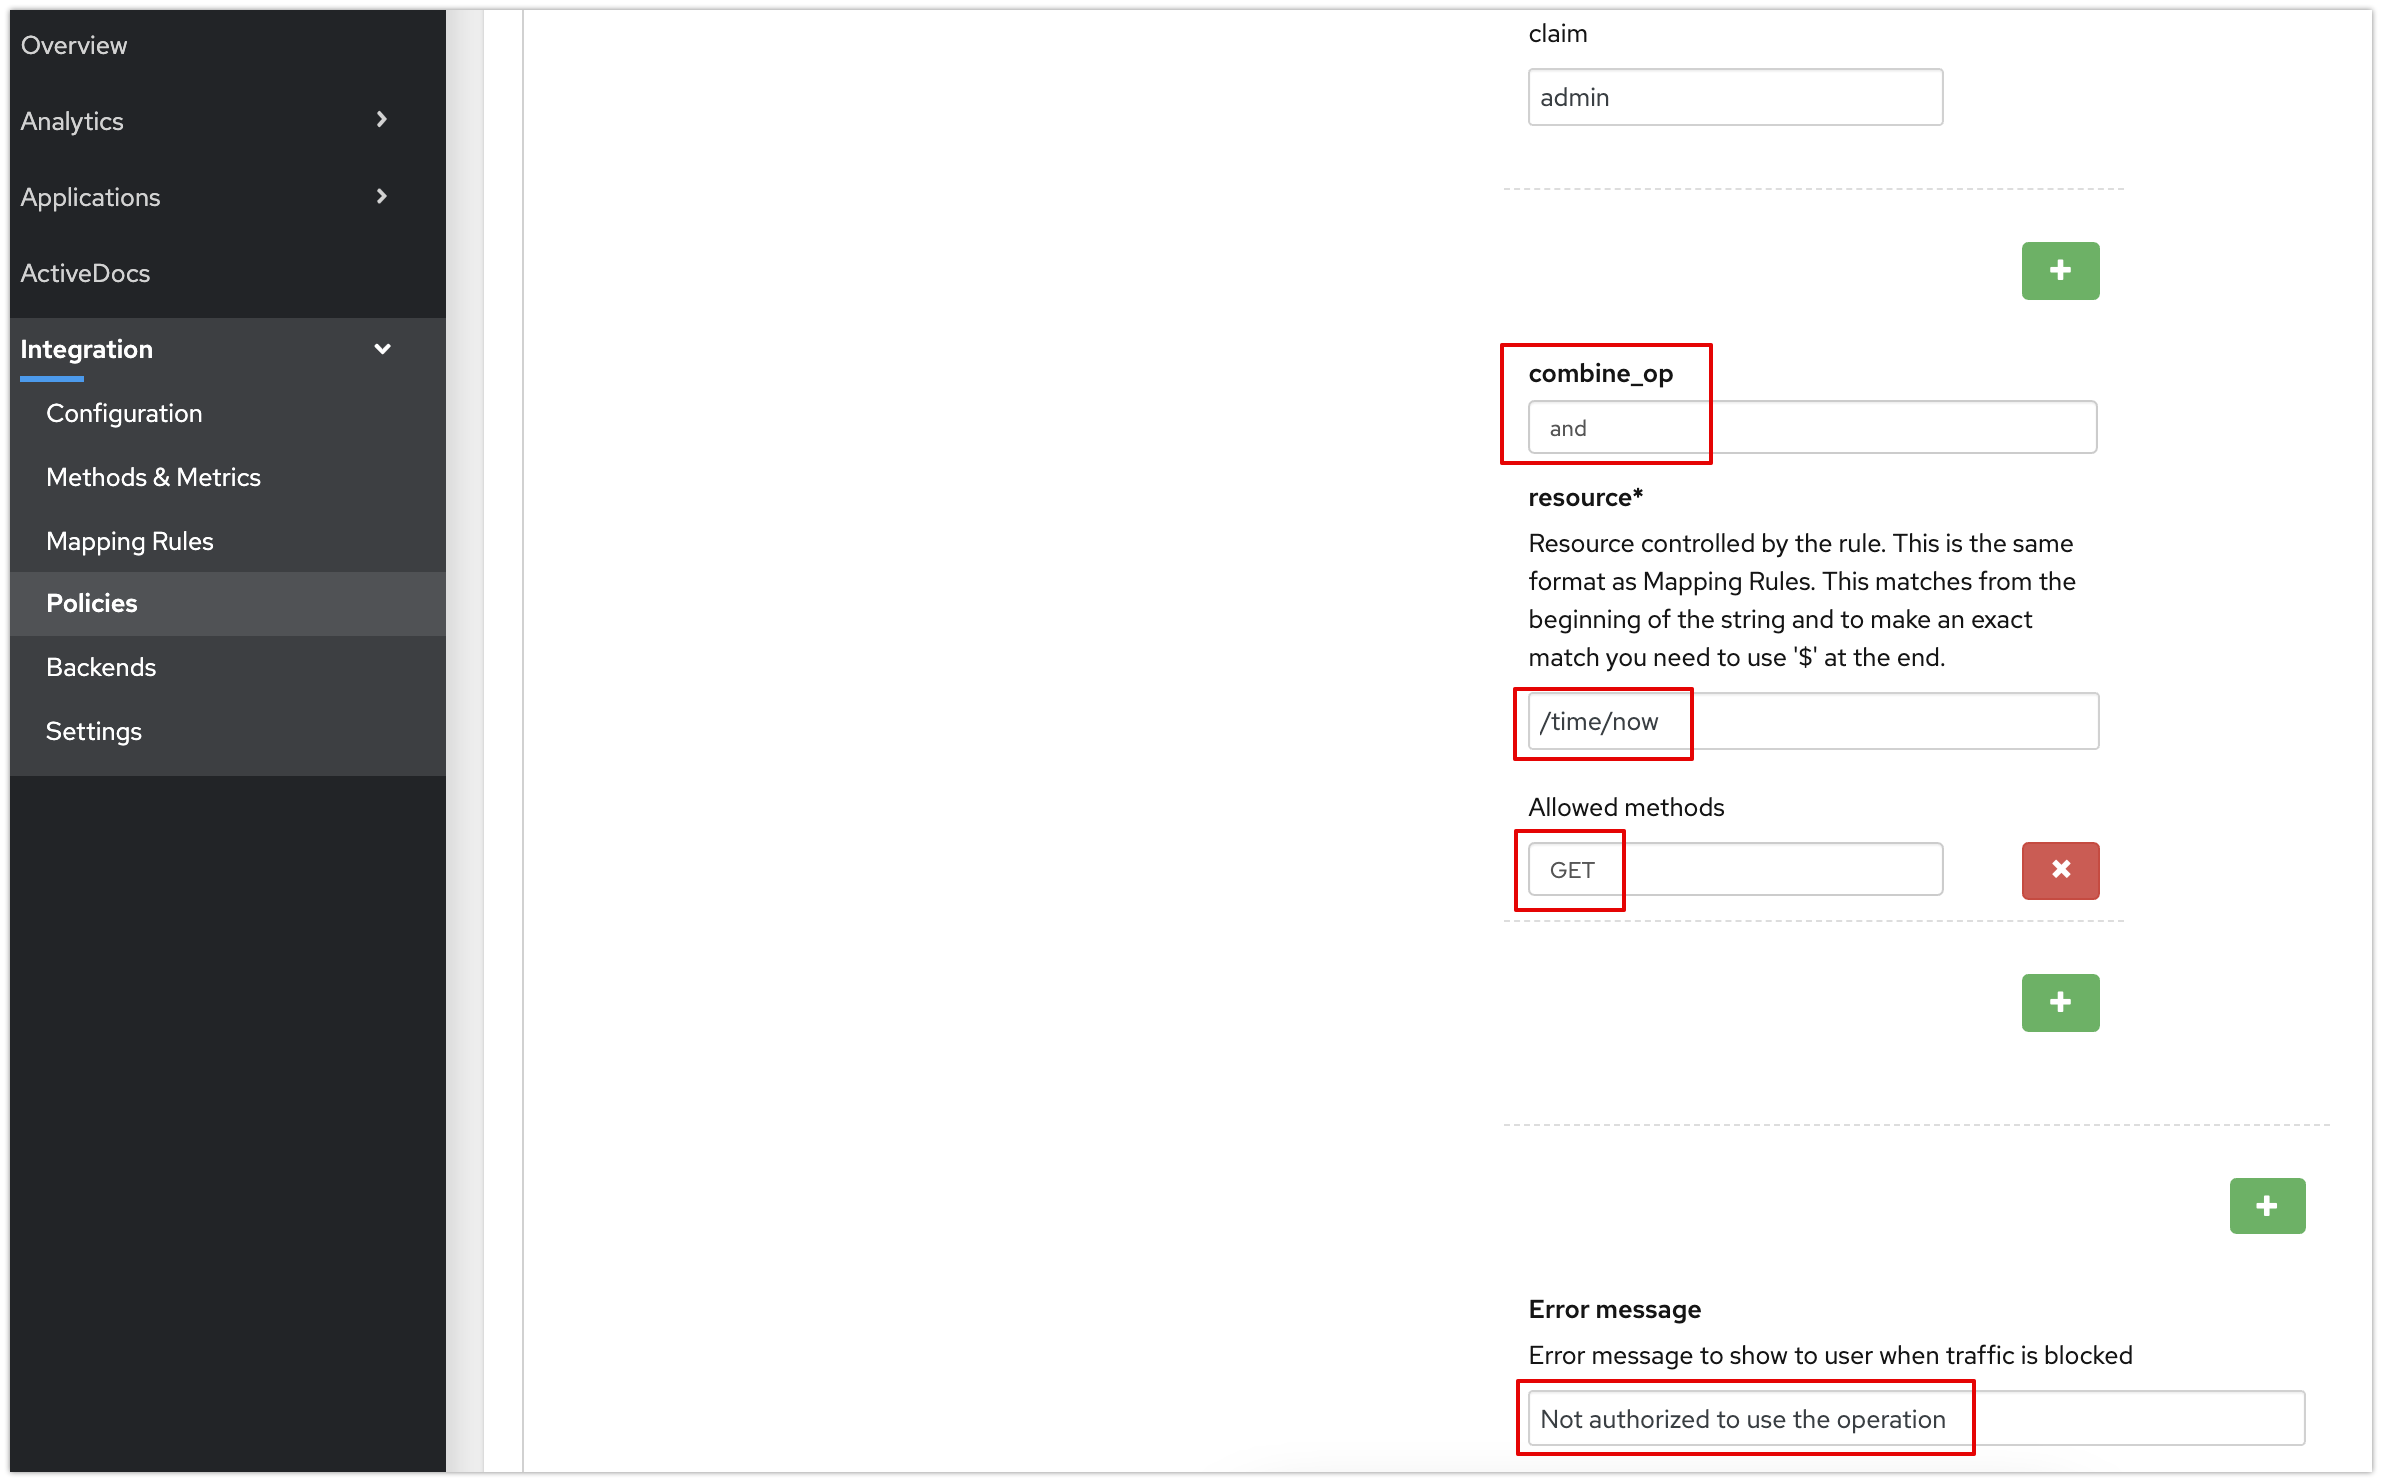 Overview
Analytics
Applications
ActiveDocs
Integration
Configuration
Methods & Metrics
Mapping Rules
Policies
Backends
Settings
claim
admin
combine_op
and
resource*
Resource controlled by the rule. This is the same
format as Mapping Rules. This matches from the
beginning of the string and to make an exact
match you need to use '$' at the end.
/time/now
Allowed methods
GET
Error message
Error message to show to user when traffic is blocked
Not authorized to use the operation